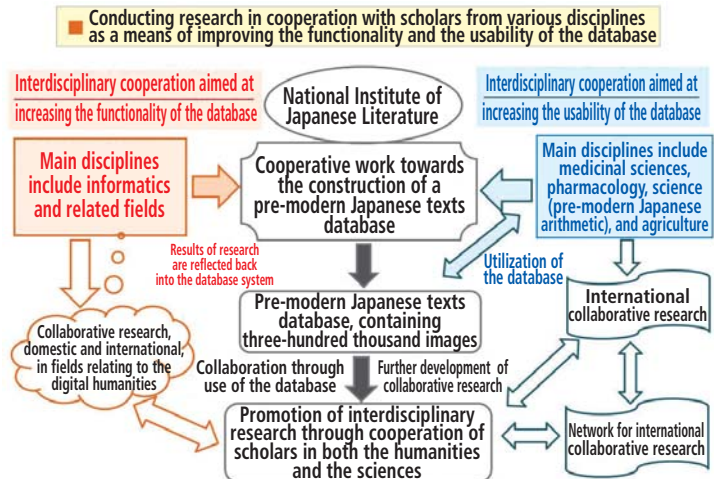 Conducting research in cooperation with scholars from various disciplines
as a means of improving the functionality and the usability of the database
Interdisciplinary cooperation aimed at
increasing the functionality of the database
National Institute of
Japanese Literature
Interdisciplinary cooperation aimed at
increasing the usability of the database
Main disciplines
include informatics
and related fields
Cooperative work towards
the construction of a
pre-modern Japanese texts
database
Main disciplines include
medicinal sciences,
pharmacology, science
(pre-modern Japanese
arithmetic), and agriculture
Results of research
are reflected back
into the database system
Utilization of
the database
Collaborative research,
domestic and international,
in fields relating to the
digital humanities
Pre-modern Japanese texts
database, containing
three-hundred thousand images
International
collaborative research
Collaboration through
use of the database
Further development of
collaborative research
Promotion of interdisciplinary
research through cooperation of
scholars in both the humanities
and the sciences
Network for international
collaborative research